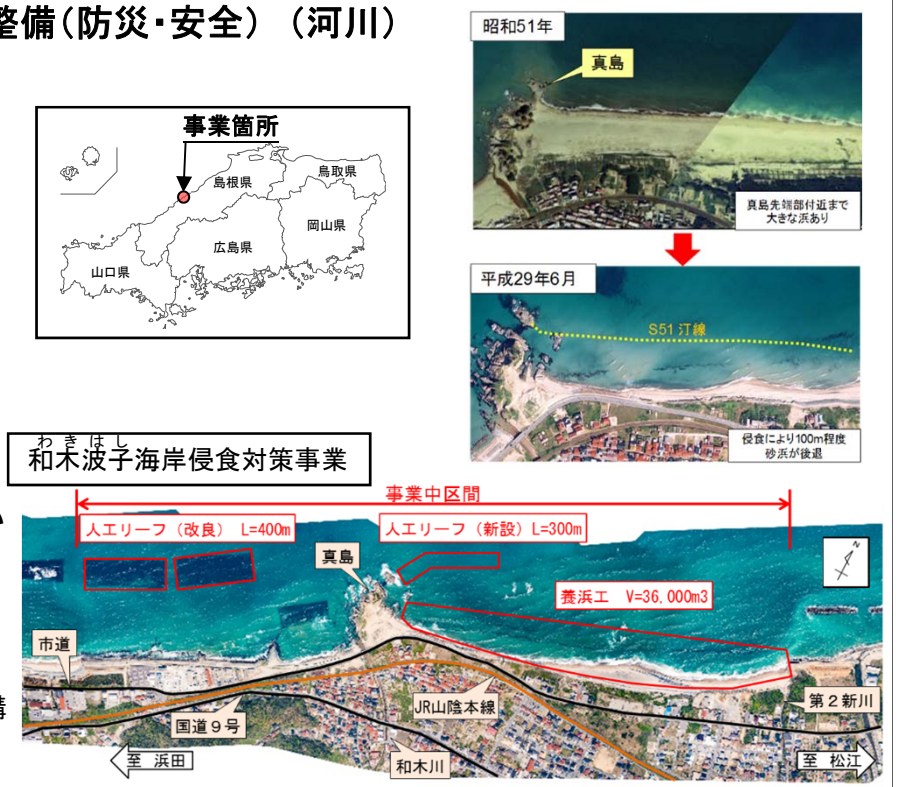 整備(防災・安全) (河川)
昭和51年
真島
真島先端部付近まで
大きな浜あり
事業箇所
島根県
鳥取県
岡山県
広島県
山口県
平成29年6月
S51 汀線
侵食により100m程度
砂浜が後退
わきはし
和木波子海岸侵食対策事業
事業中区間
人工リーフ（改良） L=400m
人工リーフ（新設）L=300m
真島
N
養浜工 V=36,000m3
市道
国道9号
JR山陰本線
第2新川
和木川
至 浜田
至 松江